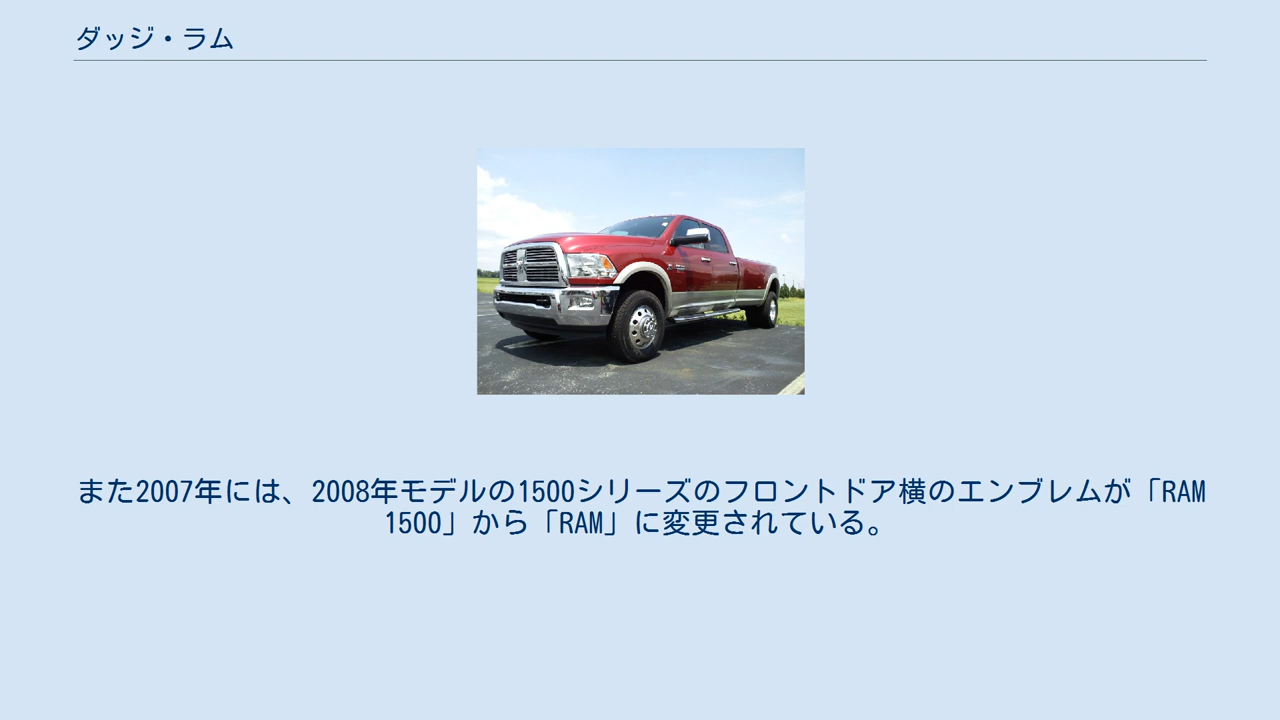 ダッジ・ラム
また2007年には、2008年モデルの1500シリーズのフロントドア横のエンブレムが「RAM
1500」から「RAM」に変更されている。